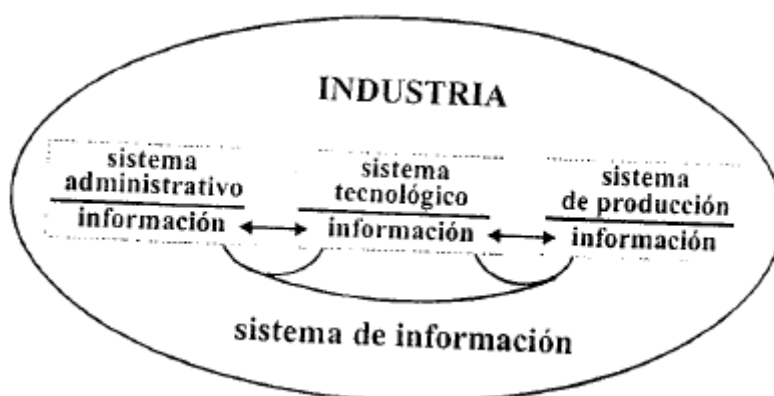 INDUSTRIA
sistema
administrativo
información
sistema
tecnológico
información
sistema
de producción
información
sistema de información